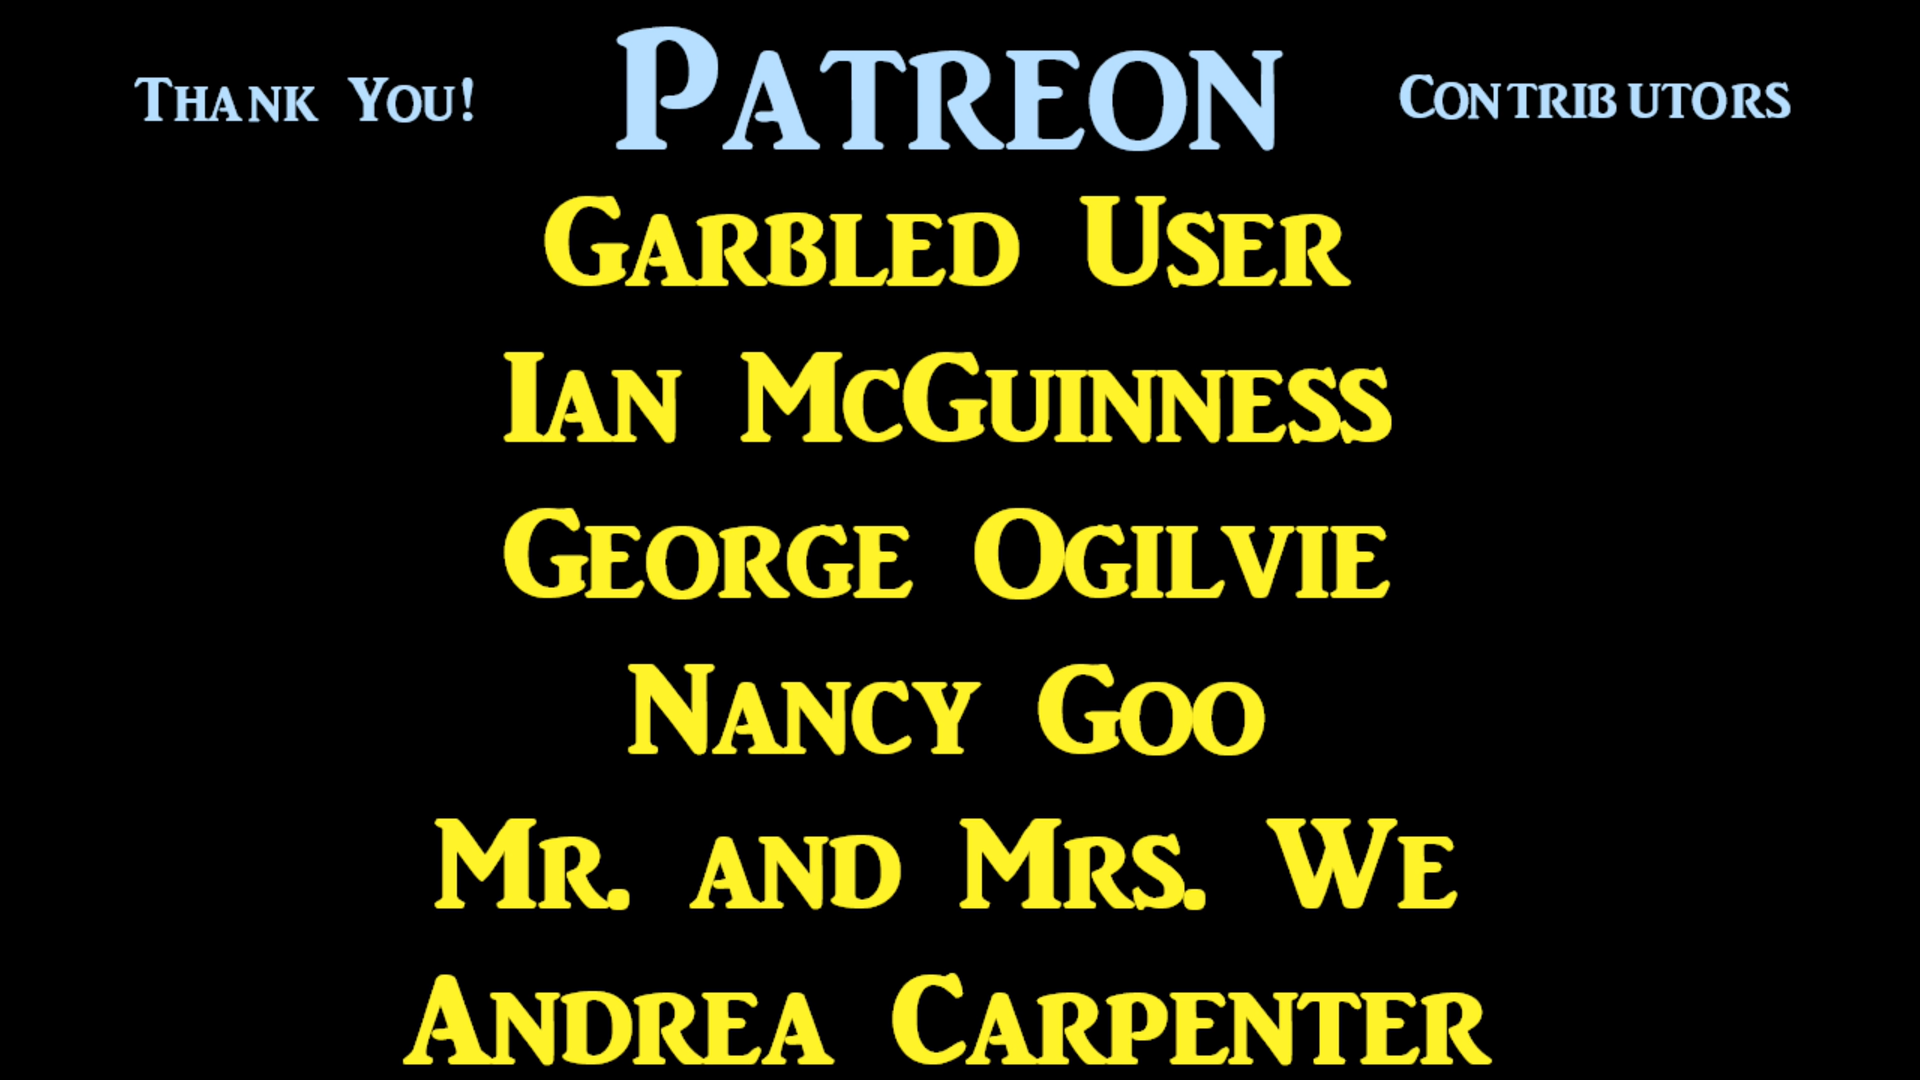 Thank You! Patreon Contributors
Garbled User
Ian McGuinness
George Ogilvie
Nancy Goo
Mr. and Mrs. We
Andrea Carpenter